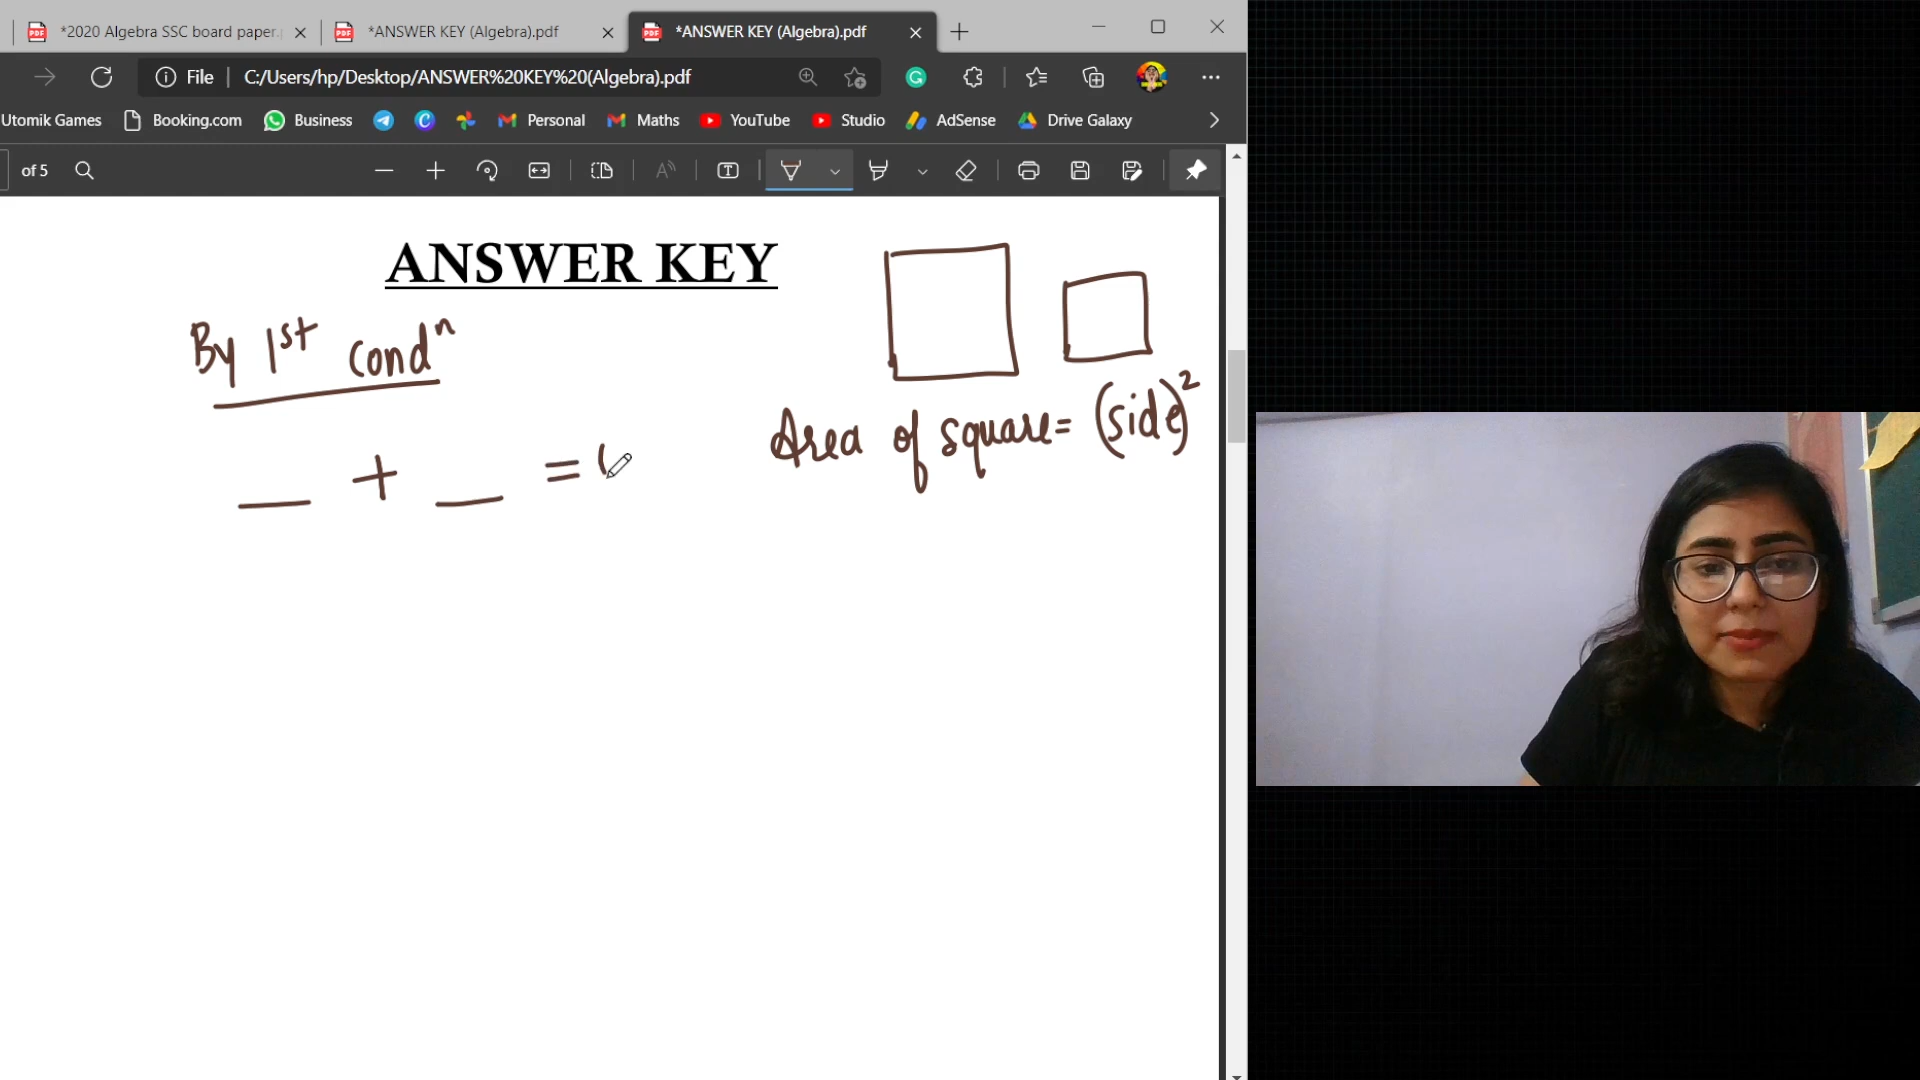 *2020 Algebra SSC board paper.
*ANSWER KEY (Algebra).pdf
*ANSWER KEY (Algebra).pdf
File
C:/Users/hp/Desktop/ANSWER%20KEY%20(Algebra).pdf
Utomik Games
Booking.com
Business
Personal
Maths
YouTube
Studio
AdSense
Drive Galaxy
of 5
ANSWER KEY
By 1st condn
__ + __ =
Area of square= (side)²